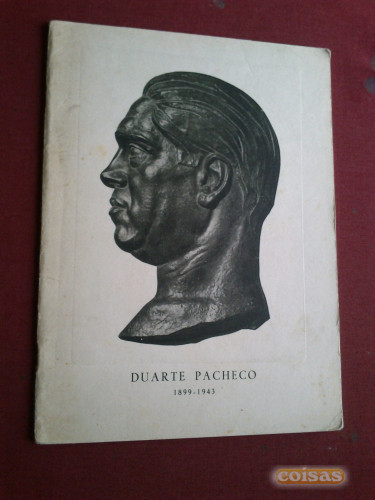 DUARTE PACHECO
1899-1943
coisas